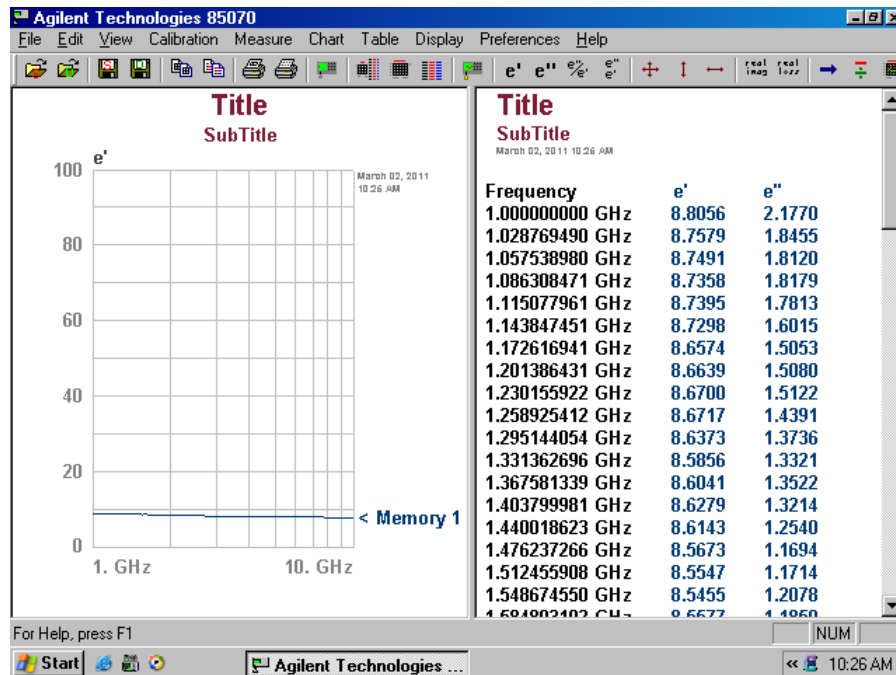 Agilent Technologies 85070
File Edit View Calibration Measure Chart Table Display Preferences Help
e' e" e"/e' e" e' real imag real loss
Title
SubTitle
e'
March 02, 2011
10:26 AM
100
80
60
40
20
0
< Memory 1
1. GHz 10. GHz
Title
SubTitle
March 02, 2011 10:26 AM
Frequency e' e"
1.000000000 GHz 8.8056 2.1770
1.028769490 GHz 8.7579 1.8455
1.057538980 GHz 8.7491 1.8120
1.086308471 GHz 8.7358 1.8179
1.115077961 GHz 8.7395 1.7813
1.143847451 GHz 8.7298 1.6015
1.172616941 GHz 8.6574 1.5053
1.201386431 GHz 8.6639 1.5080
1.230155922 GHz 8.6700 1.5122
1.258925412 GHz 8.6717 1.4391
1.295144054 GHz 8.6373 1.3736
1.331362696 GHz 8.5856 1.3321
1.367581339 GHz 8.6041 1.3522
1.403799981 GHz 8.6279 1.3214
1.440018623 GHz 8.6143 1.2540
1.476237266 GHz 8.5673 1.1694
1.512455908 GHz 8.5547 1.1714
1.548674550 GHz 8.5455 1.2078
For Help, press F1
NUM
Start
Agilent Technologies ...
« 10:26 AM